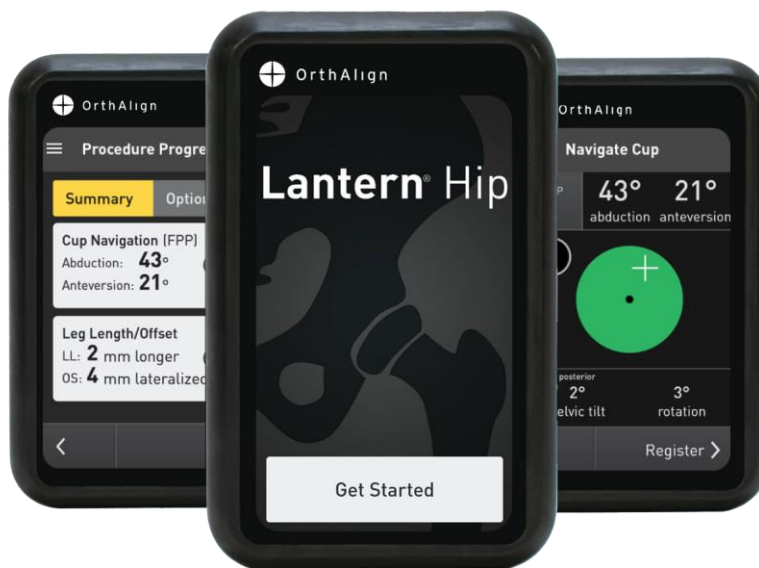 OrthAlign
Procedure Progre
Summary Optio
Cup Navigation (FPP)
Abduction: 43°
Anteversion: 21°
Leg Length/Offset
LL: 2 mm longer
OS: 4 mm lateralized
OrthAlign
Lantern® Hip
Get Started
OrthAlign
Navigate Cup
P 43° 21°
abduction anteversion
posterior
2° 3°
elvic tilt rotation
Register